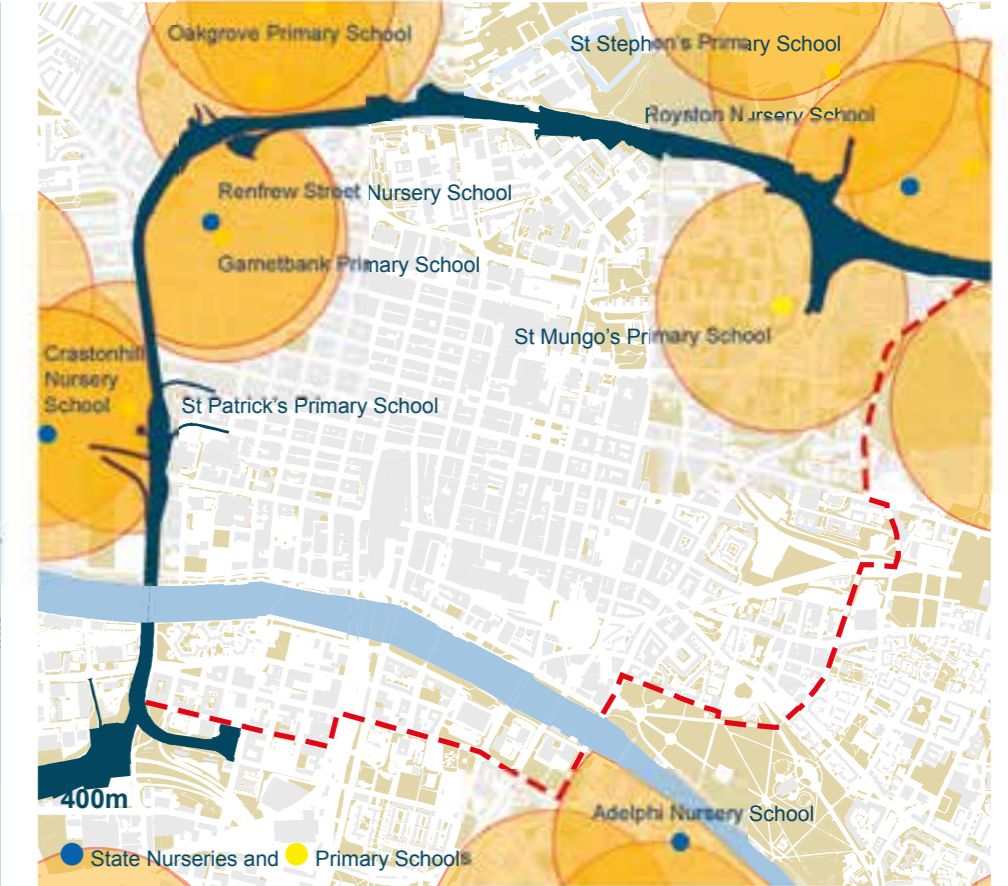 Oakgrove Primary School
St Stephen's Primary School
Royston Nursery School
Renfrew Street Nursery School
Garnetbank Primary School
St Mungo's Primary School
Crastonhill
Nursery
School
St Patrick's Primary School
400m
Adelphi Nursery School
State Nurseries and Primary Schools